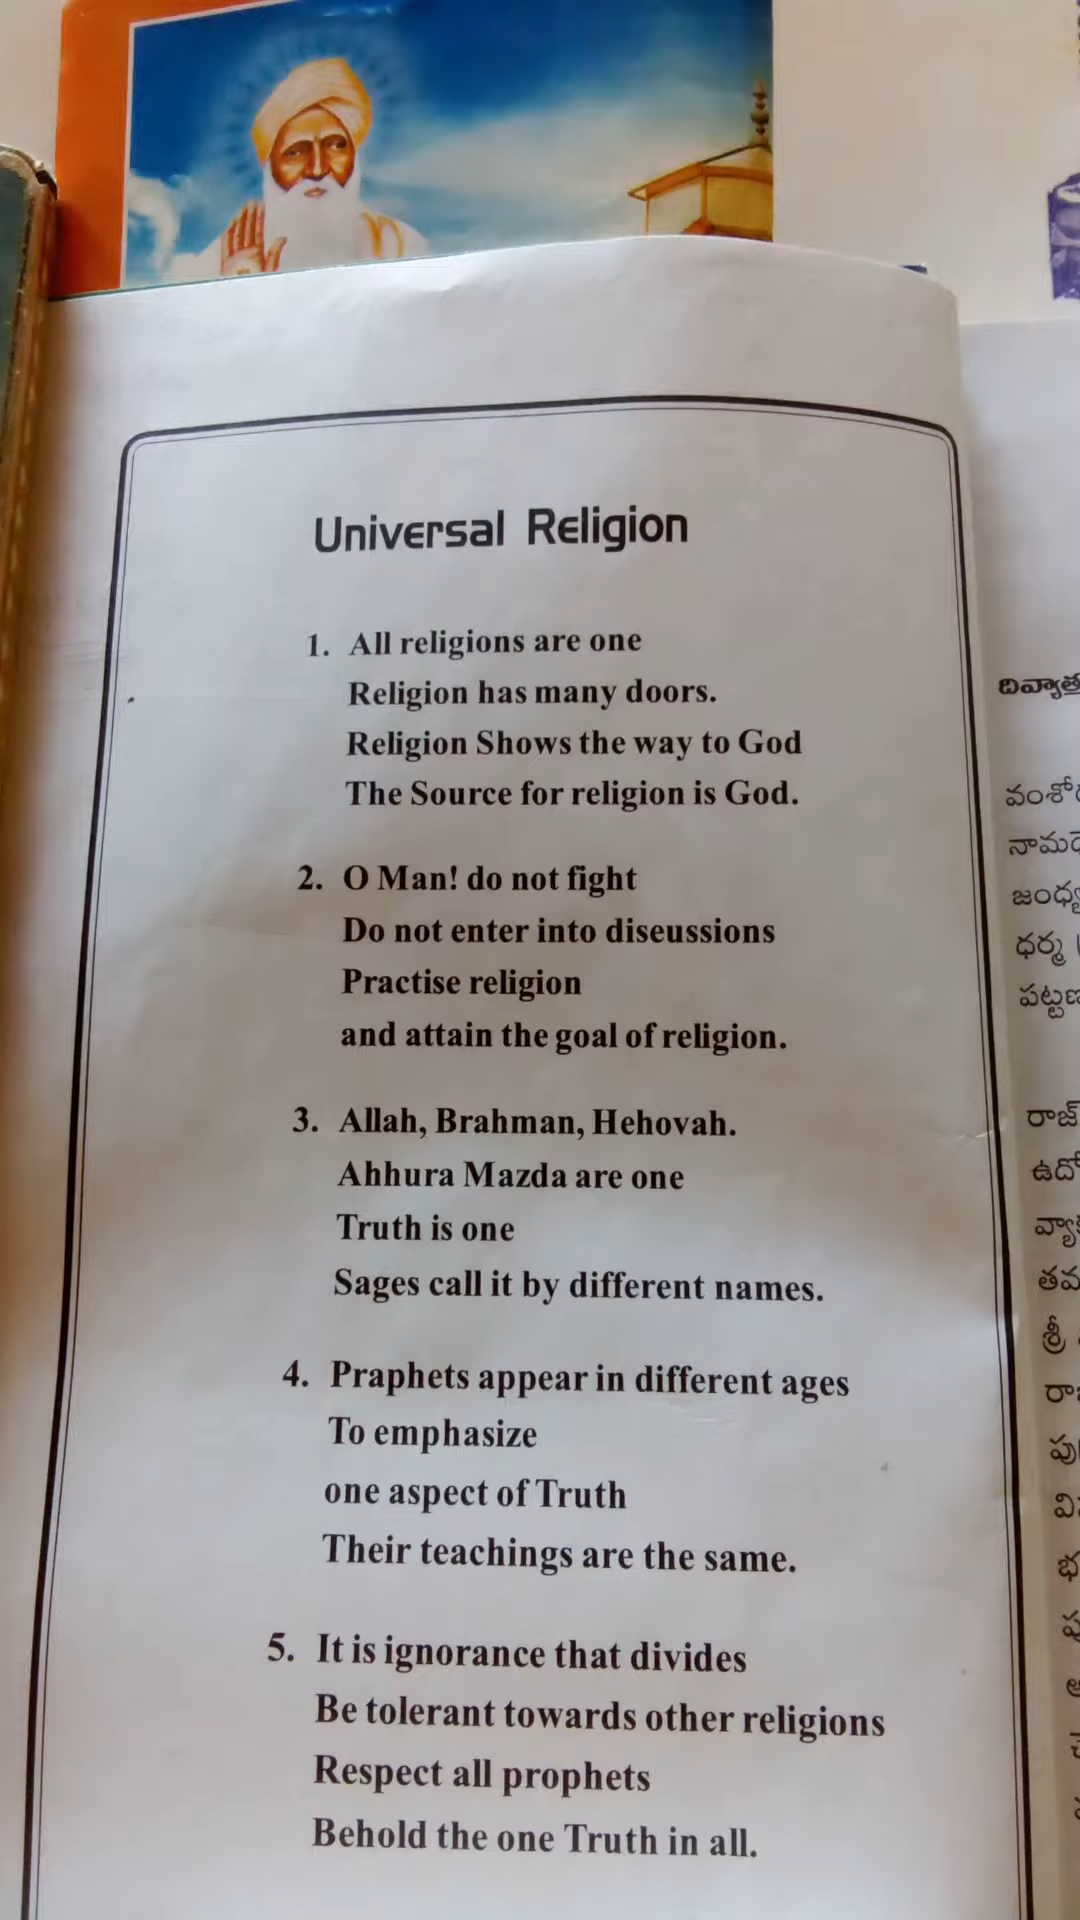 Universal Religion
1. All religions are one
Religion has many doors.
Religion Shows the way to God
The Source for religion is God.
2. O Man! do not fight
Do not enter into diseussions
Practise religion
and attain the goal of religion.
3. Allah, Brahman, Hehovah.
Ahhura Mazda are one
Truth is one
Sages call it by different names.
4. Praphets appear in different ages
To emphasize
one aspect of Truth
Their teachings are the same.
5. It is ignorance that divides
Be tolerant towards other religions
Respect all prophets
Behold the one Truth in all.
ధర్మ
శ్రీ